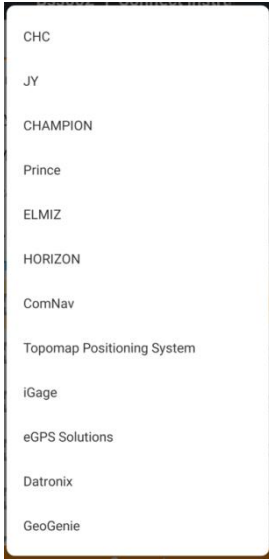 CHC
JY
CHAMPION
Prince
ELMIZ
HORIZON
ComNav
Topomap Positioning System
iGage
eGPS Solutions
Datronix
GeoGenie